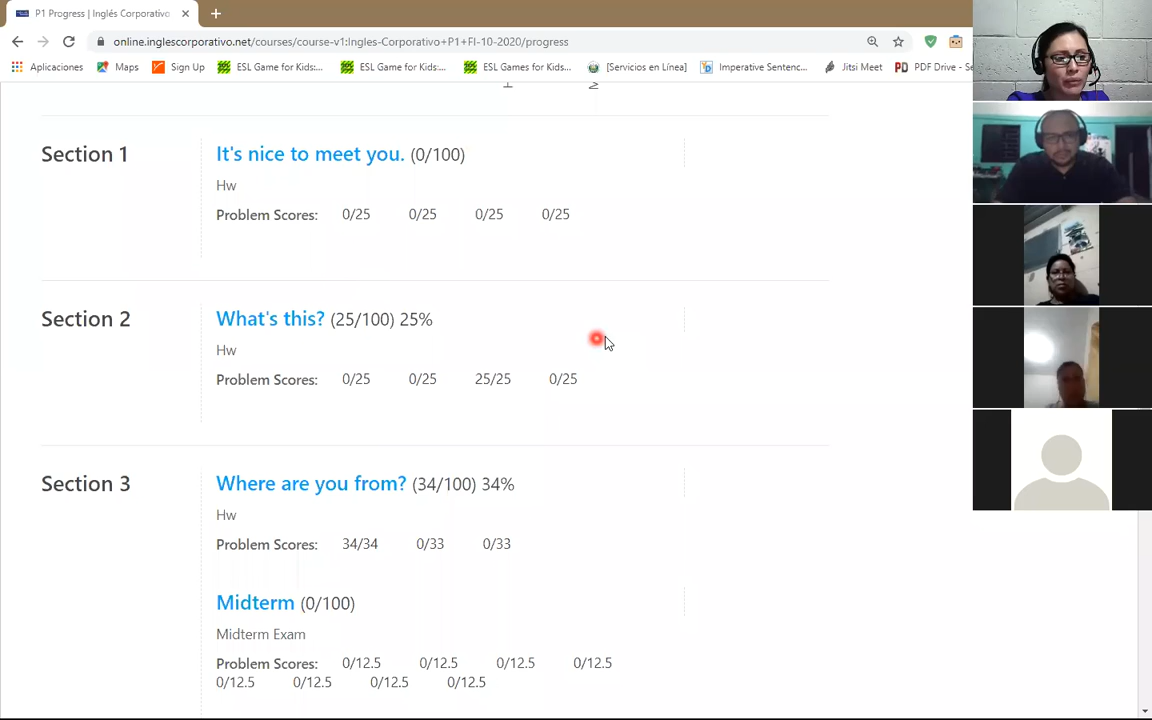 P1 Progress | Inglés Corporativo
online.inglescorporativo.net/courses/course-v1:Ingles-Corporativo+P1+FI-10-2020/progress
Aplicaciones Maps Sign Up ESL Game for Kids:... ESL Game for Kids:... ESL Games for Kids:... [Servicios en Línea] Imperative Sentenc... Jitsi Meet PDF Drive - Se
Section 1 It's nice to meet you. (0/100)
Hw
Problem Scores: 0/25 0/25 0/25 0/25
Section 2 What's this? (25/100) 25%
Hw
Problem Scores: 0/25 0/25 25/25 0/25
Section 3 Where are you from? (34/100) 34%
Hw
Problem Scores: 34/34 0/33 0/33
Midterm (0/100)
Midterm Exam
Problem Scores: 0/12.5 0/12.5 0/12.5 0/12.5
0/12.5 0/12.5 0/12.5 0/12.5